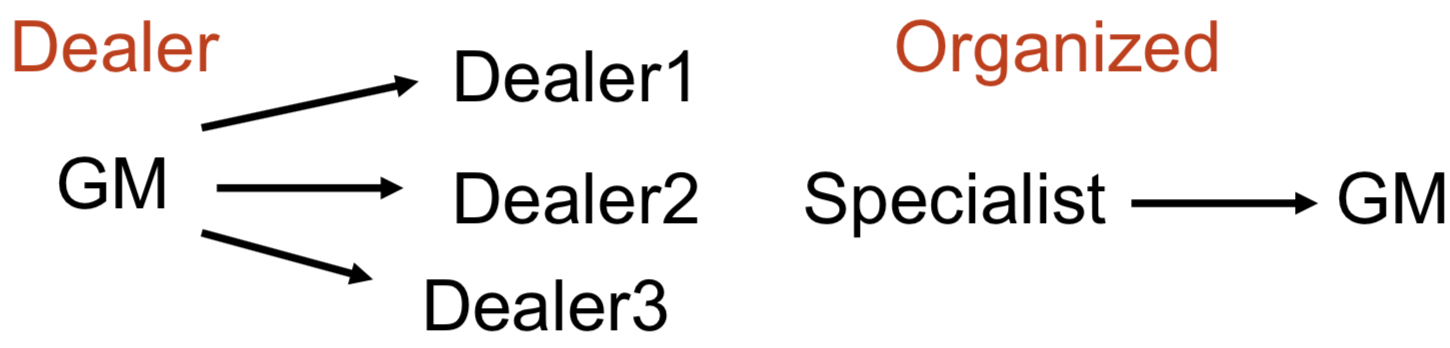 Dealer
Dealer1
GM
Dealer2
Dealer3
Organized
Specialist
GM